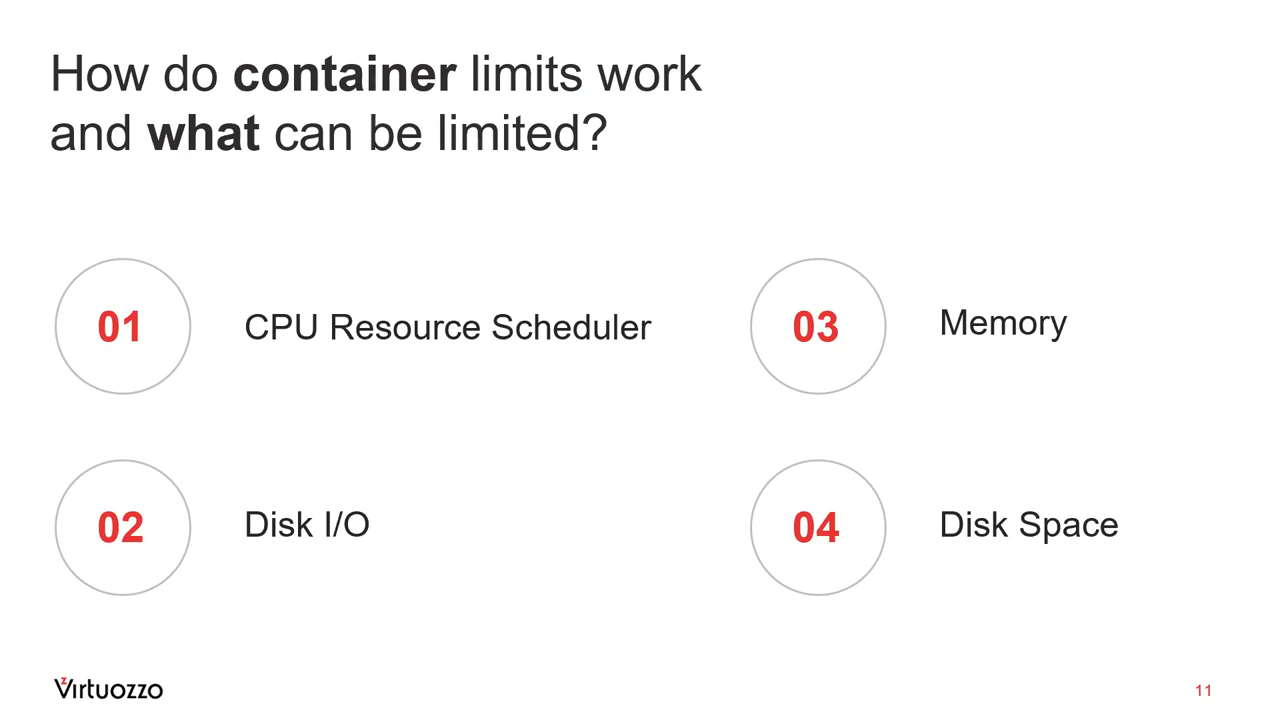 How do container limits work
and what can be limited?
01
CPU Resource Scheduler
02
Disk I/O
03
Memory
04
Disk Space
Virtuozzo
11